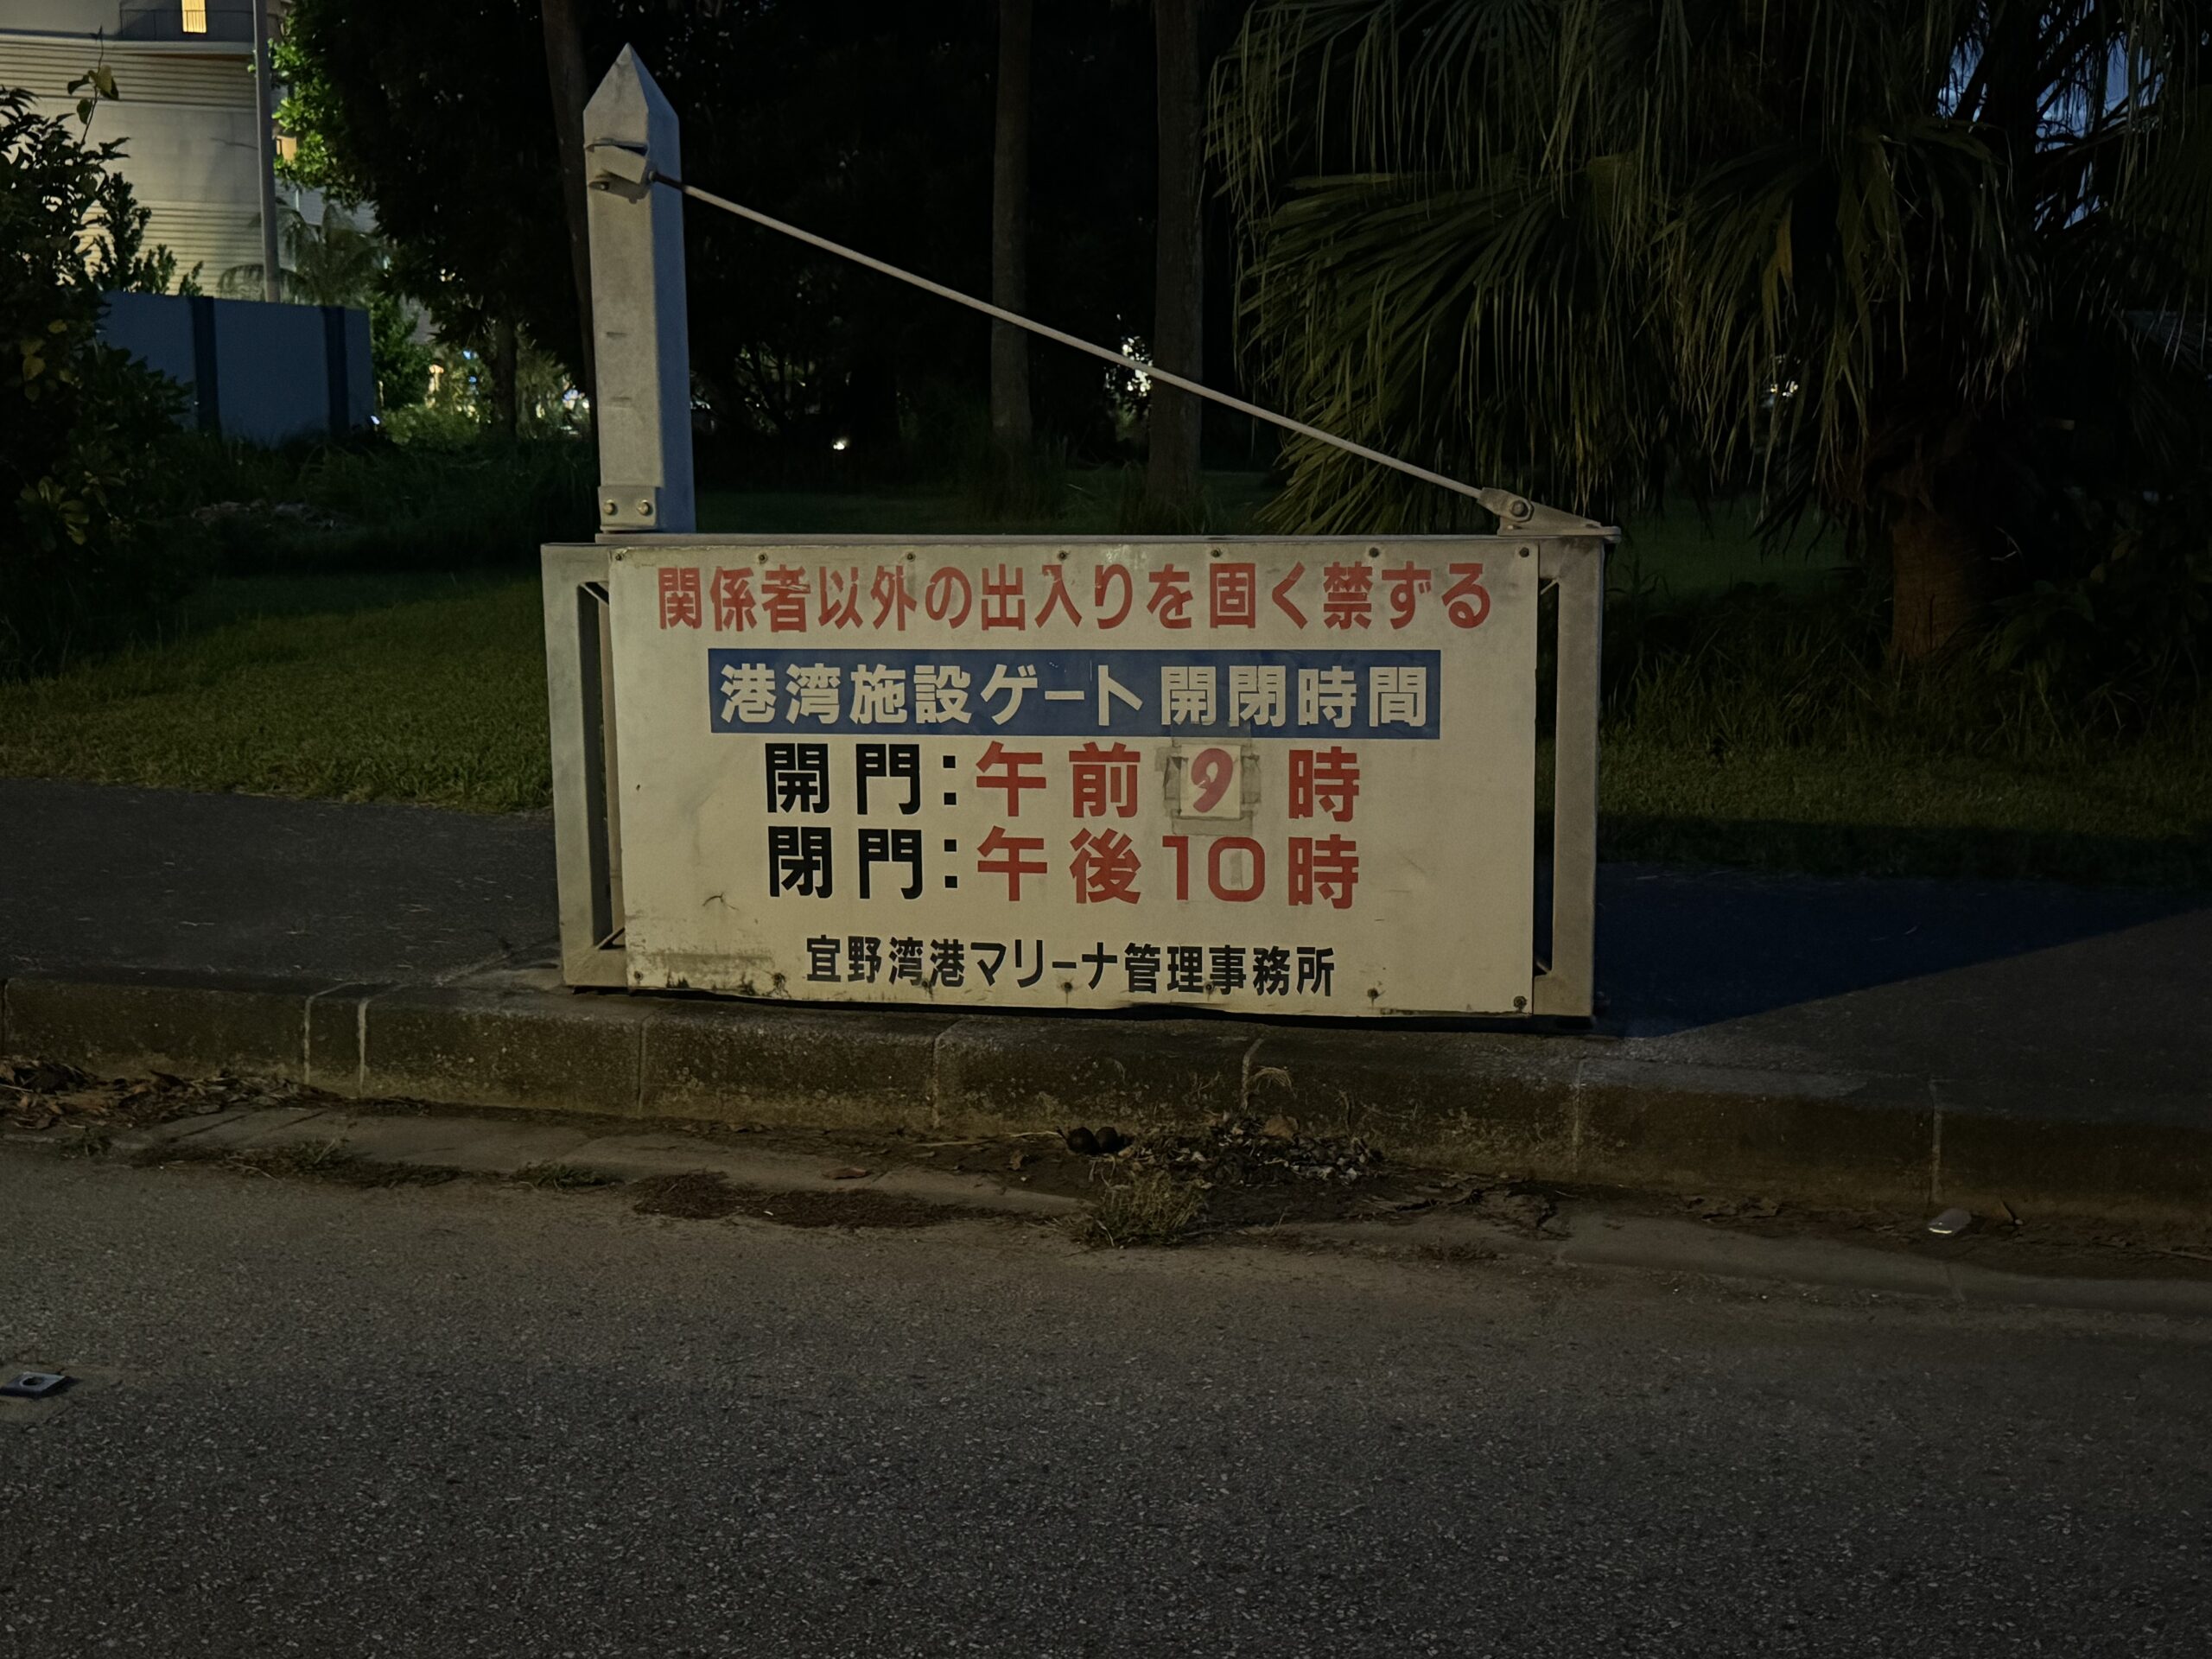 関係者以外の出入りを固く禁ずる
港湾施設ゲート開閉時間
開門:午前9時
閉門:午後10時
宜野湾港マリーナ管理事務所